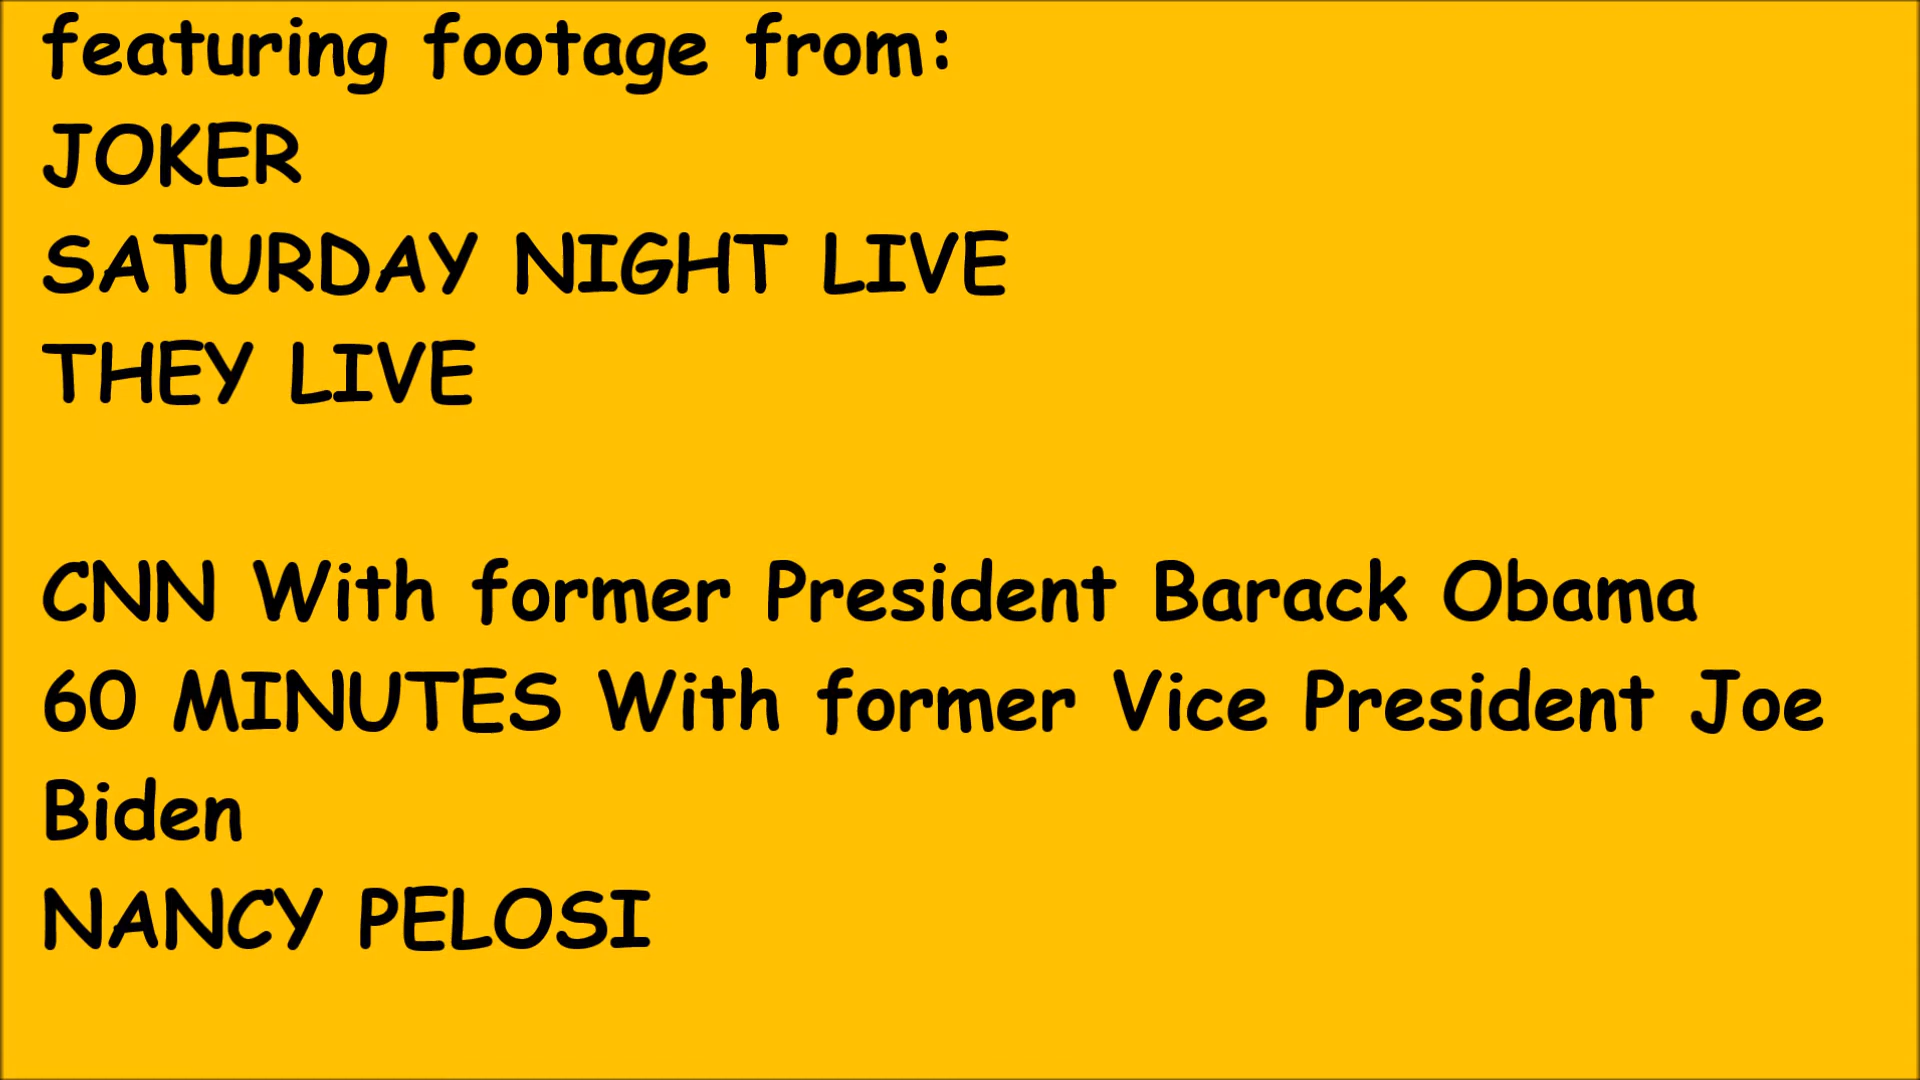 featuring footage from:
JOKER
SATURDAY NIGHT LIVE
THEY LIVE
CNN With former President Barack Obama
60 MINUTES With former Vice President Joe
Biden
NANCY PELOSI